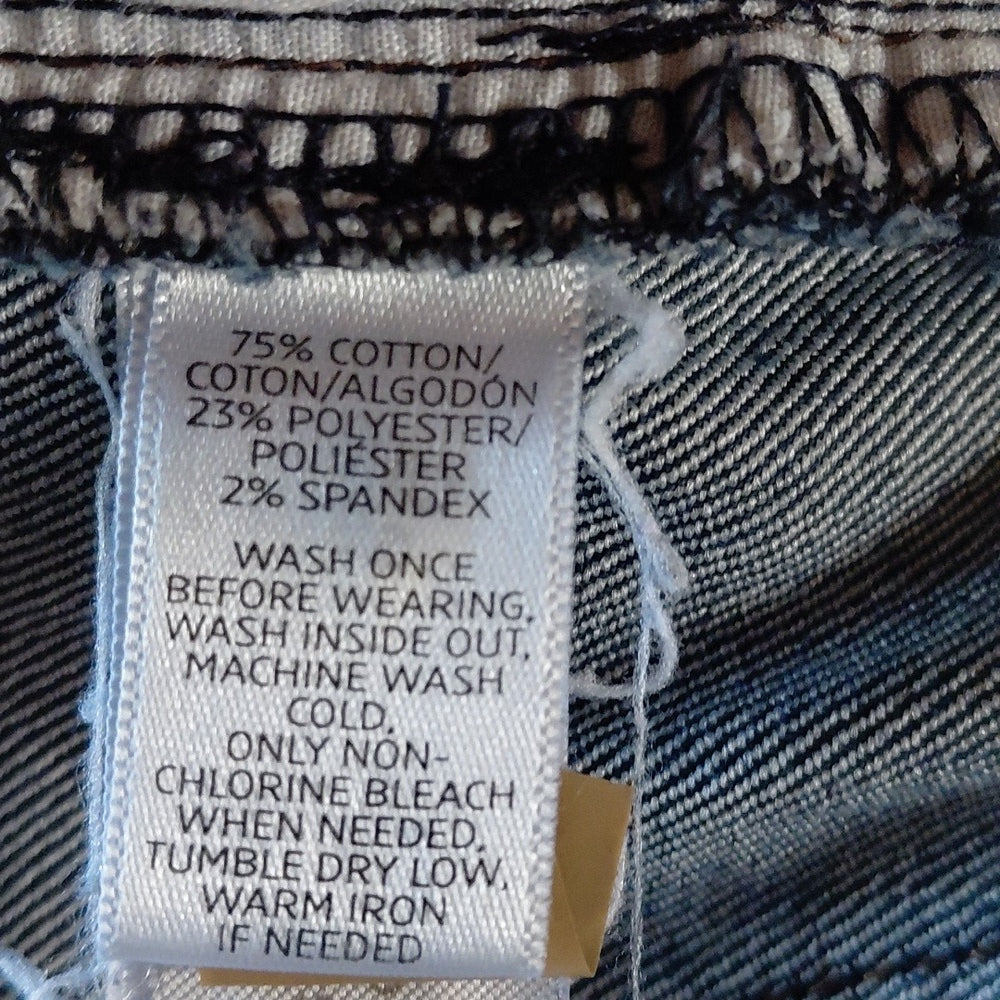 75% COTTON/
COTON/ALGODÓN
23% POLYESTER/
POLIÉSTER
2% SPANDEX
WASH ONCE
BEFORE WEARING,
WASH INSIDE OUT,
MACHINE WASH
COLD,
ONLY NON-
CHLORINE BLEACH
WHEN NEEDED,
TUMBLE DRY LOW,
WARM IRON
IF NEEDED